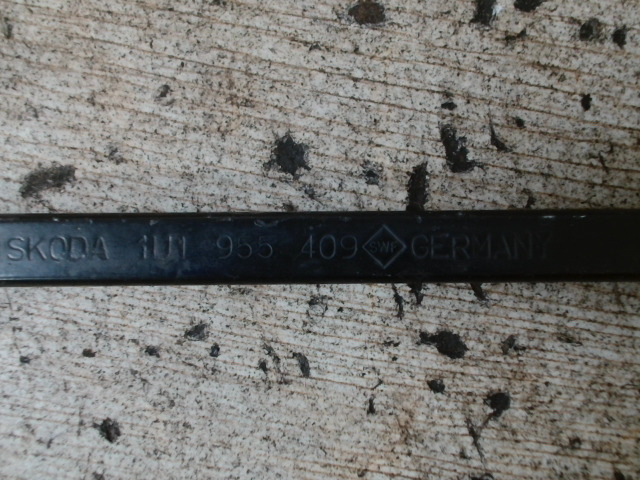 SKODA 1U1 955 409 SWF GERMANY